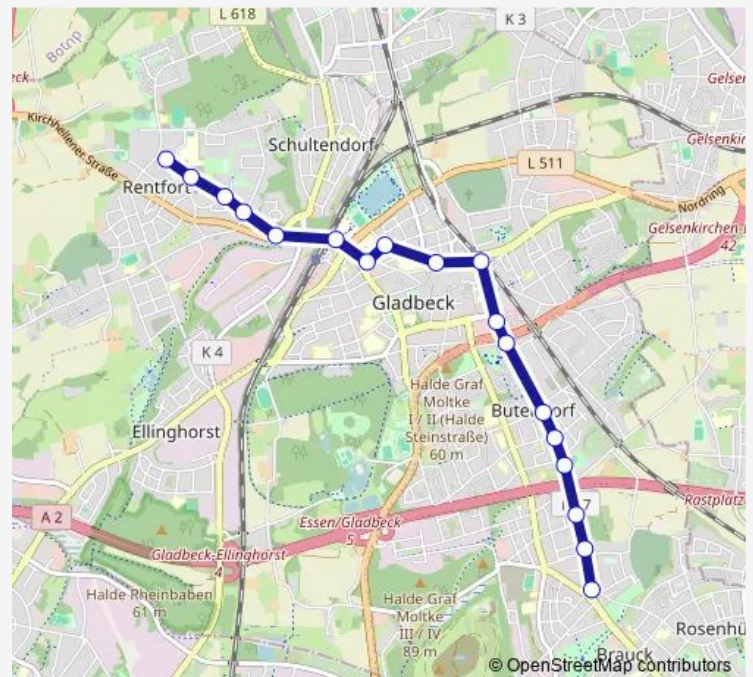 L 618
K 3
Botrop
eck
Gelsen
Kirchhellener Straße
Schultendorf
Gelsenkir
L 511
Rentfort
Nordring
Gelsenkirchen-
42
Gladbeck
K 4
Halde Graf
Moltke
I / II (Halde
Steinstraße)
60 m
Ellinghorst
A 2
Essen/Gladbeck
5
Rastplatz
Gladbeck-Ellinghorst
4
Halde Rheinbaben
61 m
Halde Graf
Moltke
III / IV
89 m
Rosenhü
Brauck
© OpenStreetMap contributors